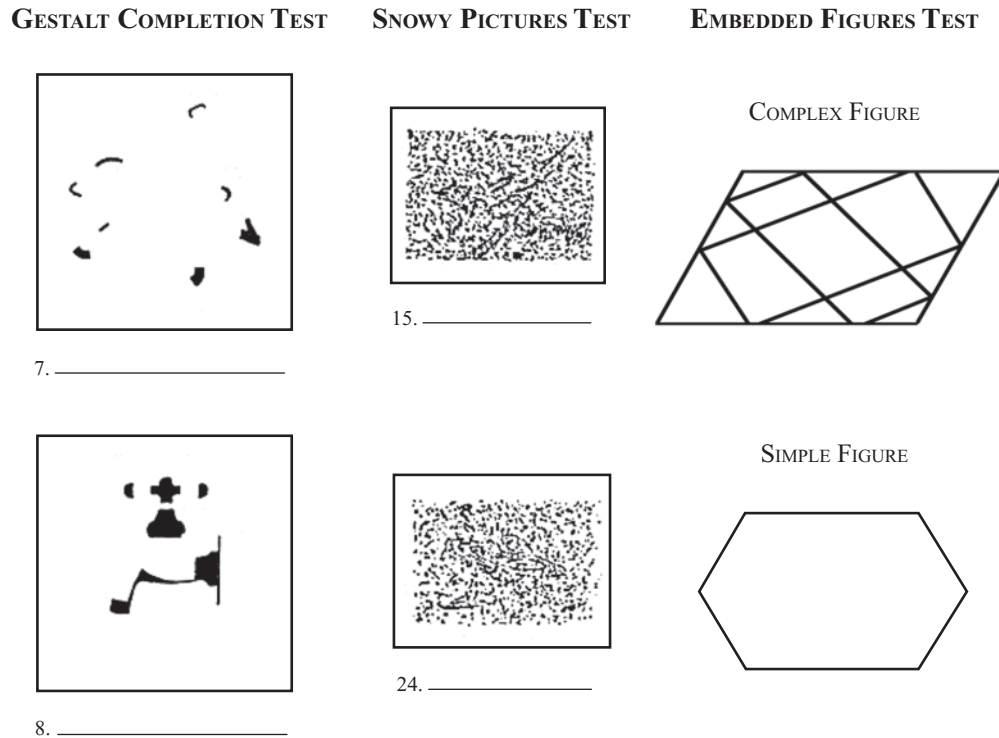 GESTALT COMPLETION TEST
SNOWY PICTURES TEST
EMBEDDED FIGURES TEST
COMPLEX FIGURE
15.
7.
SIMPLE FIGURE
24.
8.